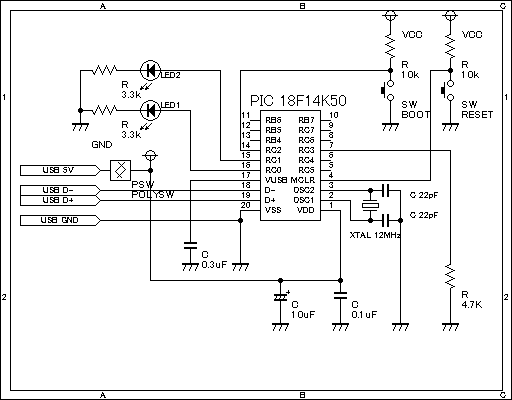 A B C
VCC VCC
LED2
R 3.3k
R 10k
R 10k
1 1
LED1
PIC 18F14K50
SW BOOT
SW RESET
R 3.3k
11 RB6 RB7 10
12 RB5 RC7 9
13 RB4 RC6 8
14 RC2 RC3 7
15 RC1 RC4 6
16 RC0 RC5 5
17 VUSB MCLR 4
18 D- OSC2 3
19 D+ OSC1 2
20 VSS VDD 1
GND
USB 5V
USB D- PSW
USB D+ POLYSW
USB GND
C 22pF
C 22pF
XTAL 12MHz
C 0.3uF
2 2
+
C 10uF
C 0.1uF
R 4.7K
A B C